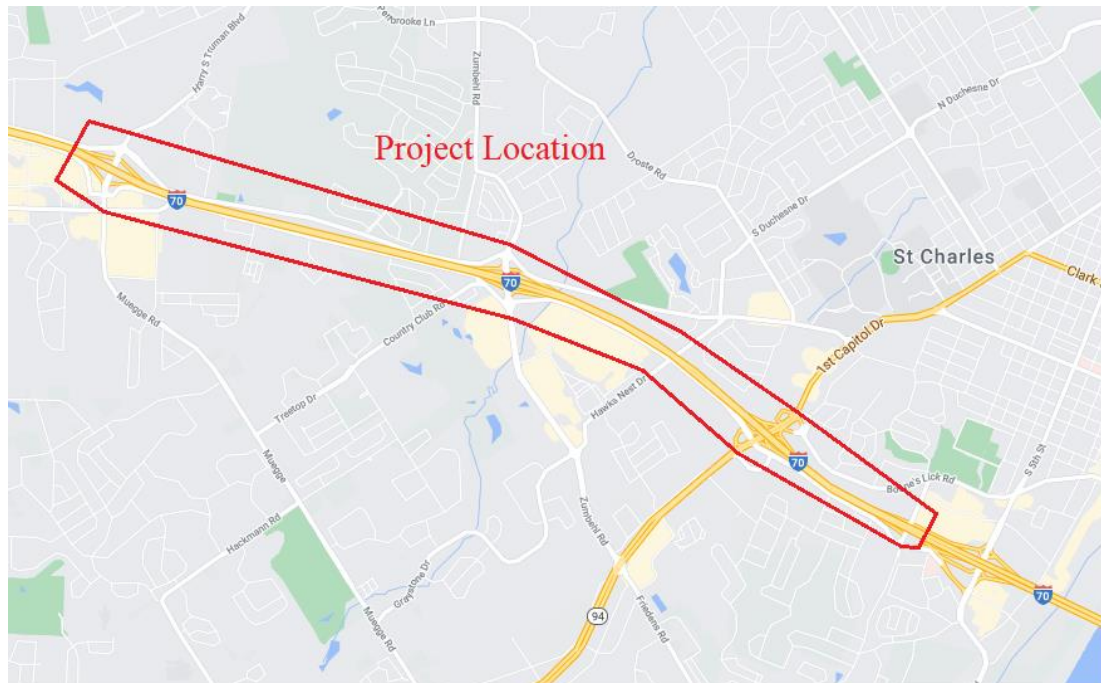 Pembrooke Ln
Harry S Truman Blvd
Zumbehl Rd
N Duchesne Dr
Project Location
Droste Rd
70
S Duchesne Dr
St Charles
Clark
70
Muegge Rd
Country Club Rd
1st Capitol Dr
Hawks Nest Dr
Treetop Dr
Muegge
70
Boone's Lick Rd
S 5th St
Hackmann Rd
Zumbehl Rd
Graystone Dr
70
94
Friedens Rd
Muegge Rd